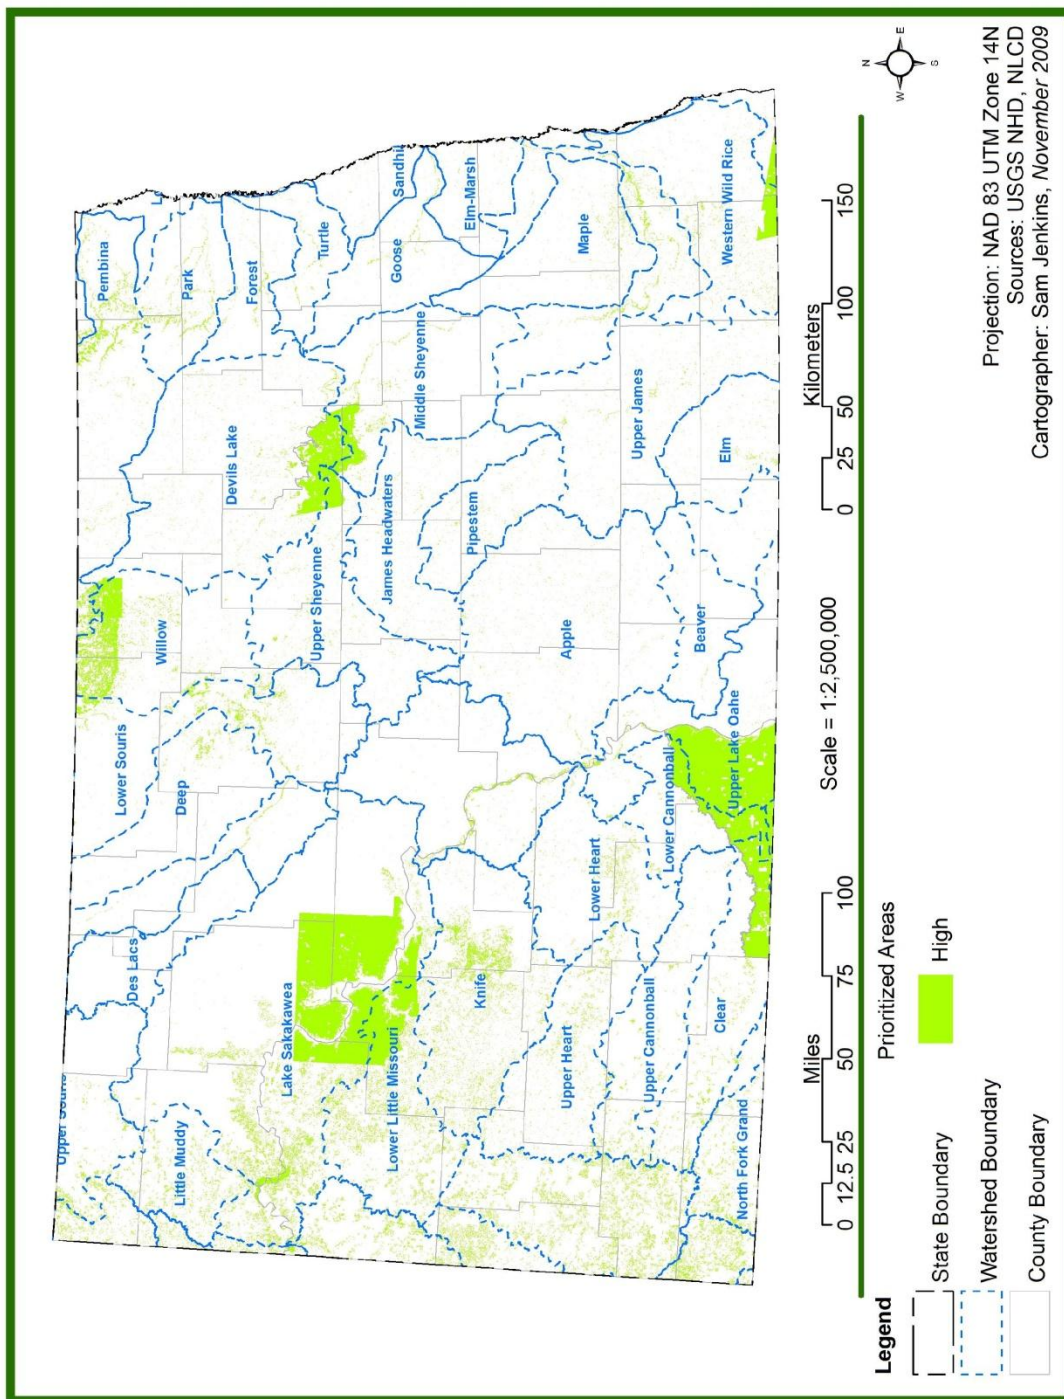 Pembina
Park
Forest
Turtle
Sandhil
Goose
Elm-Marsh
Maple
Western Wild Rice
Devils Lake
Middle Sheyenne
Upper James
Elm
Upper Sheyenne
James Headwaters
Pipestem
Willow
Apple
Beaver
Lower Souris
Deep
Upper Lake Oahe
Lower Cannonball
Lower Heart
Des Lacs
Lake Sakakawea
Knife
Upper Souris
Little Muddy
Lower Little Missouri
Upper Heart
Upper Cannonball
Clear
North Fork Grand
Miles
0 12.5 25 50 75 100
Scale = 1:2,500,000
Kilometers
0 25 50 100 150
N
W
E
S
Legend
State Boundary
Watershed Boundary
County Boundary
Prioritized Areas
High
Projection: NAD 83 UTM Zone 14N
Sources: USGS NHD, NLCD
Cartographer: Sam Jenkins, November 2009